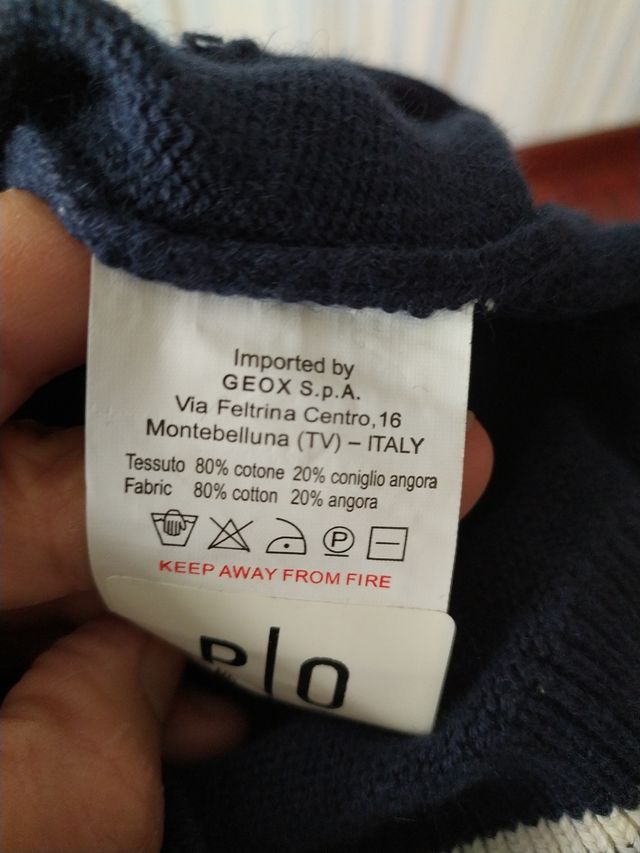 Imported by
GEOX S.p.A.
Via Feltrina Centro,16
Montebelluna (TV) – ITALY
Tessuto 80% cotone 20% coniglio angora
Fabric 80% cotton 20% angora
P
KEEP AWAY FROM FIRE